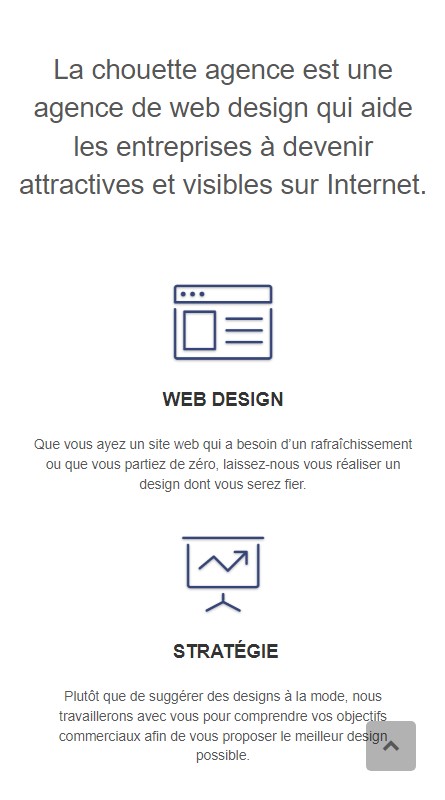 La chouette agence est une
agence de web design qui aide
les entreprises à devenir
attractives et visibles sur Internet.
WEB DESIGN
Que vous ayez un site web qui a besoin d’un rafraîchissement
ou que vous partiez de zéro, laissez-nous vous réaliser un
design dont vous serez fier.
STRATÉGIE
Plutôt que de suggérer des designs à la mode, nous
travaillerons avec vous pour comprendre vos objectifs
commerciaux afin de vous proposer le meilleur design
possible.